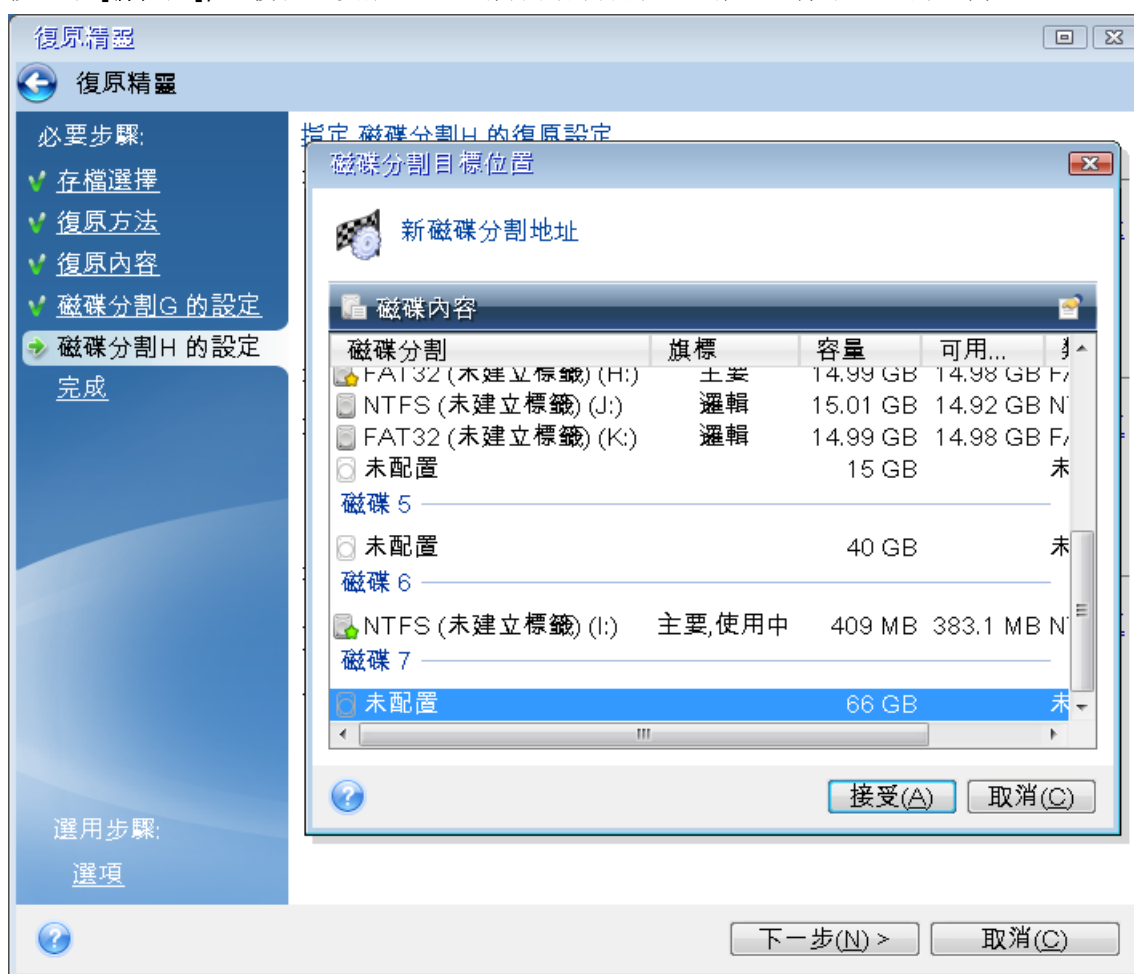 復原精靈
復原精靈
必要步驟:
存檔選擇
復原方法
復原內容
磁碟分割G 的設定
磁碟分割H 的設定
完成
選用步驟:
選項
指定 磁碟分割H 的復原設定
磁碟分割目標位置
新磁碟分割地址
磁碟內容
磁碟分割 旗標 容量 可用...
FAT32 (未建立標籤) (H:) 主要 14.99 GB 14.98 GB
NTFS (未建立標籤) (J:) 邏輯 15.01 GB 14.92 GB
FAT32 (未建立標籤) (K:) 邏輯 14.99 GB 14.98 GB
未配置 15 GB 未
磁碟 5
未配置 40 GB 未
磁碟 6
NTFS (未建立標籤) (I:) 主要,使用中 409 MB 383.1 MB
磁碟 7
未配置 66 GB 未
接受(A) 取消(C)
下一步(N) > 取消(C)